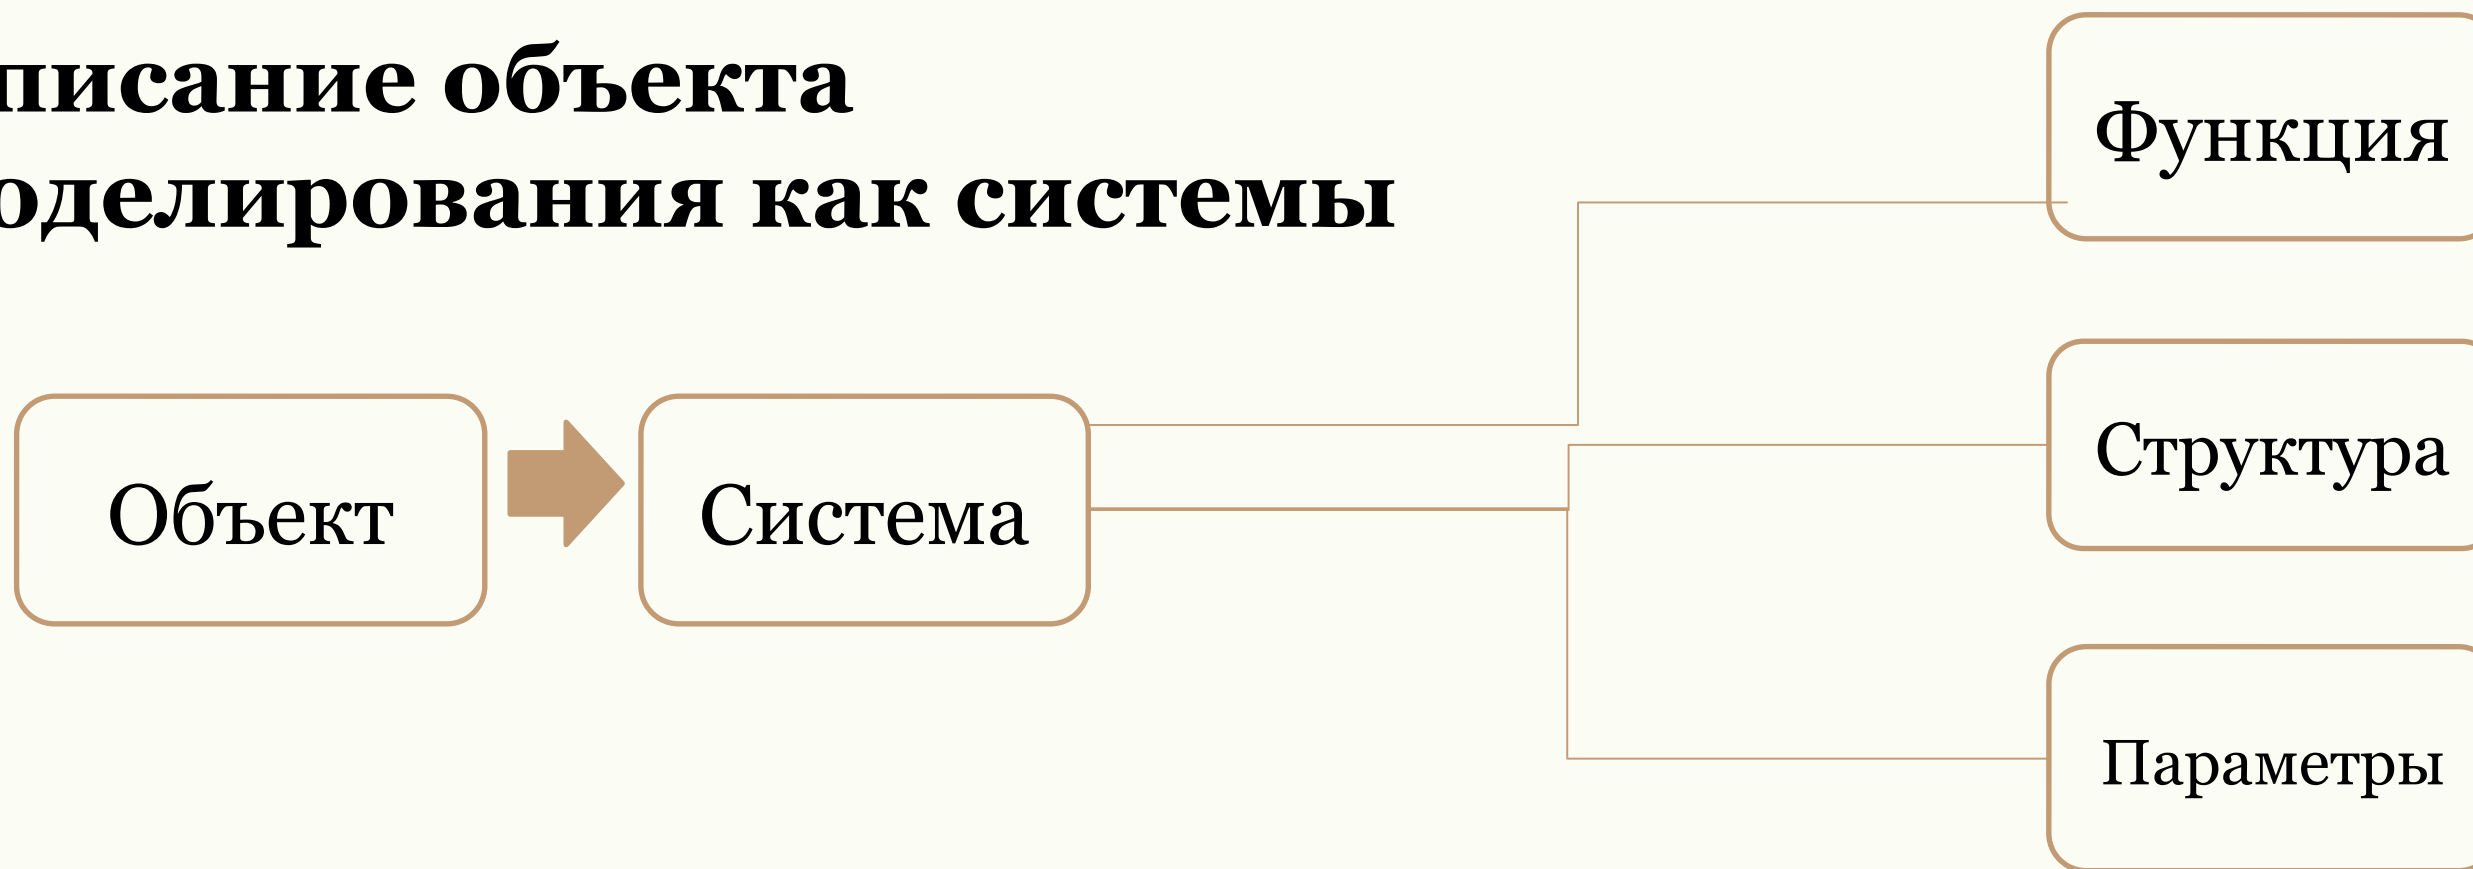 писание объекта
оделирования как системы
Функция
Структура
Объект
Система
Параметры